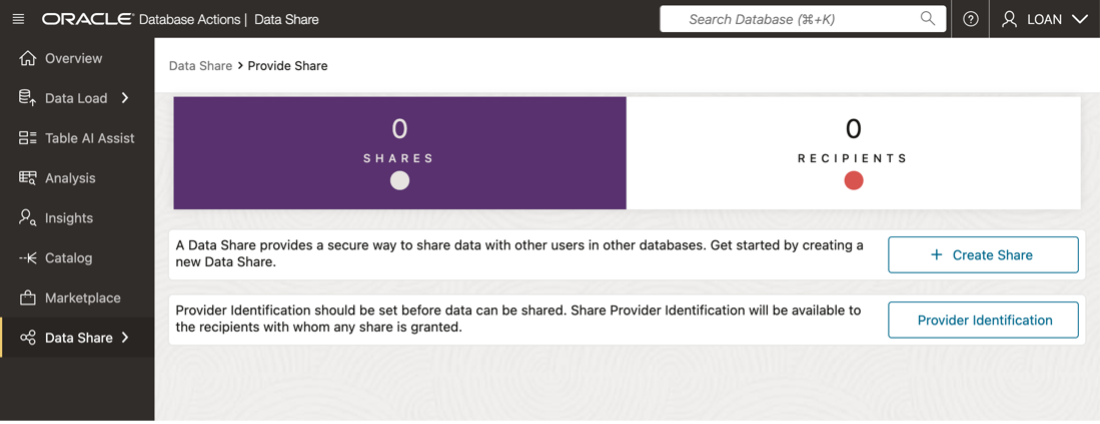 ORACLE Database Actions | Data Share
Search Database (⌘+K)
LOAN
Overview
Data Load
Table AI Assist
Analysis
Insights
Catalog
Marketplace
Data Share
Data Share > Provide Share
0
SHARES
0
RECIPIENTS
A Data Share provides a secure way to share data with other users in other databases. Get started by creating a
new Data Share.
+ Create Share
Provider Identification should be set before data can be shared. Share Provider Identification will be available to
the recipients with whom any share is granted.
Provider Identification